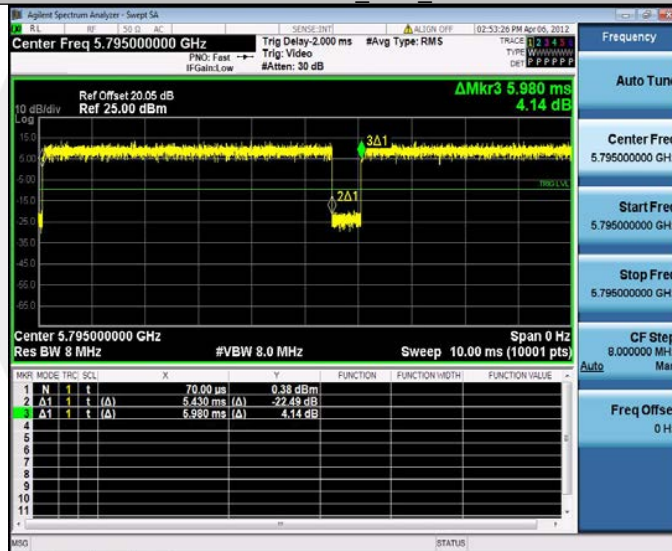 Agilent Spectrum Analyzer - Swept SA
RL RF 50 Ω AC SENSE:INT ALIGN OFF 02:53:26 PM Apr 06, 2012
Center Freq 5.795000000 GHz
PNO: Fast
IFGain:Low
Trig Delay-2.000 ms
Trig: Video
#Atten: 30 dB
#Avg Type: RMS
TRACE 1 2 3 4 5 6
TYPE WWWWWW
DET P P P P P P
Ref Offset 20.05 dB
Ref 25.00 dBm
10 dB/div
Log
ΔMkr3 5.980 ms
4.14 dB
15.0
5.00
-5.00
-15.0
-25.0
-35.0
-45.0
-55.0
-65.0
3Δ1
2Δ1
TRIG LVL
Center 5.795000000 GHz
Span 0 Hz
Res BW 8 MHz
#VBW 8.0 MHz
Sweep 10.00 ms (10001 pts)
MKR MODE TRC SCL X Y FUNCTION FUNCTION WIDTH FUNCTION VALUE
1 N 1 t 70.00 µs 0.38 dBm
2 Δ1 1 t (Δ) 5.430 ms (Δ) -22.49 dB
3 Δ1 1 t (Δ) 5.980 ms (Δ) 4.14 dB
4
5
6
7
8
9
10
11
MSG
STATUS
Frequency
Auto Tune
Center Freq
5.795000000 GH
Start Freq
5.795000000 GH
Stop Freq
5.795000000 GH
CF Step
8.000000 MH
Auto Ma
Freq Offse
0 H